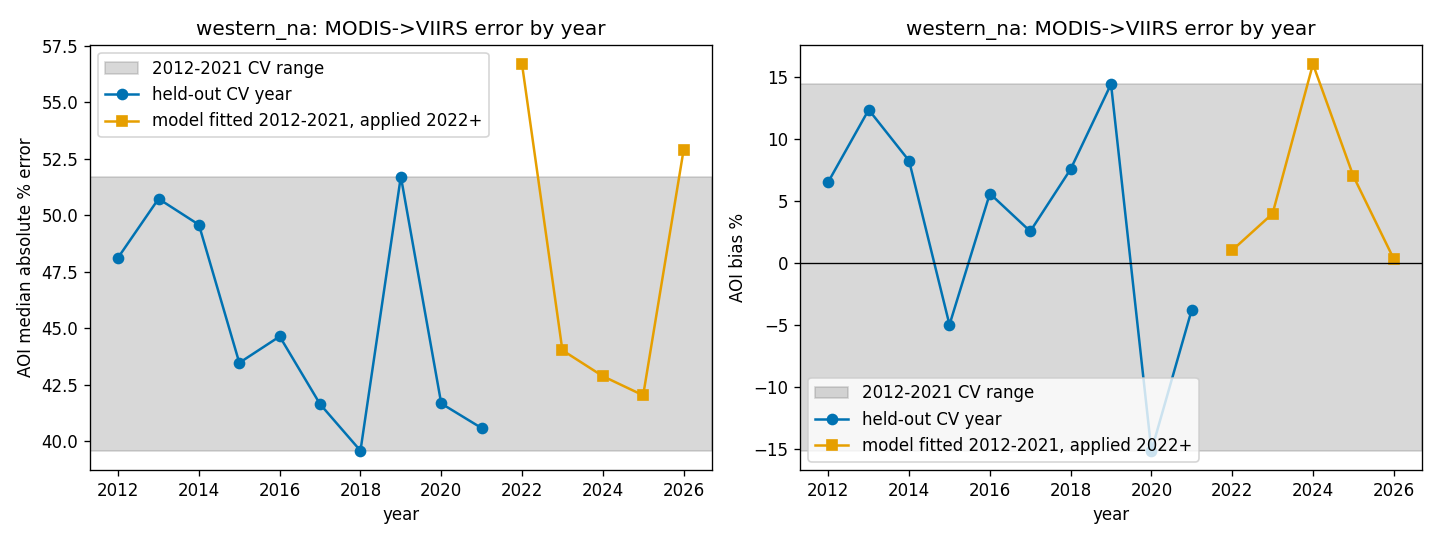 western_na: MODIS->VIIRS error by year
57.5
55.0
52.5
50.0
47.5
45.0
42.5
40.0
AOI median absolute % error
2012-2021 CV range
held-out CV year
model fitted 2012-2021, applied 2022+
2012 2014 2016 2018 2020 2022 2024 2026
year
western_na: MODIS->VIIRS error by year
15
10
5
0
−5
−10
−15
AOI bias %
2012-2021 CV range
held-out CV year
model fitted 2012-2021, applied 2022+
2012 2014 2016 2018 2020 2022 2024 2026
year